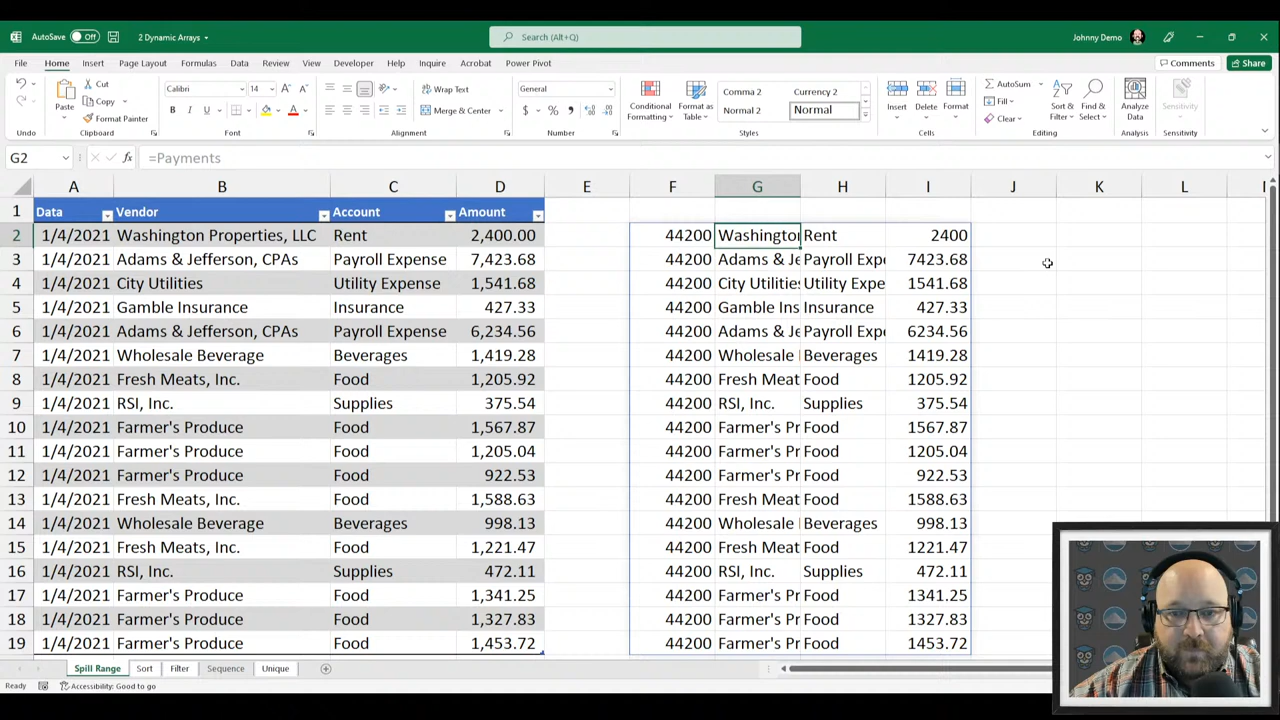 AutoSave Off 2 Dynamic Arrays Search (Alt+Q) Johnny Demo
File Home Insert Page Layout Formulas Data Review View Developer Help Inquire Acrobat Power Pivot Comments Share
Paste Cut Copy Format Painter
Calibri 14 A A Wrap Text General
B I U Merge & Center $ % ,
Conditional Formatting Format as Table
Comma 2 Currency 2
Normal 2 Normal
Insert Delete Format
AutoSum Fill Clear
Sort & Filter Find & Select Analyze Data Sensitivity
Undo Clipboard Font Alignment Number Styles Cells Editing Analysis Sensitivity
G2 fx =Payments
A B C D E F G H I J K L
1 Data Vendor Account Amount
2 1/4/2021 Washington Properties, LLC Rent 2,400.00 44200 Washington Rent 2400
3 1/4/2021 Adams & Jefferson, CPAs Payroll Expense 7,423.68 44200 Adams & Je Payroll Expe 7423.68
4 1/4/2021 City Utilities Utility Expense 1,541.68 44200 City Utilities Utility Expe 1541.68
5 1/4/2021 Gamble Insurance Insurance 427.33 44200 Gamble Ins Insurance 427.33
6 1/4/2021 Adams & Jefferson, CPAs Payroll Expense 6,234.56 44200 Adams & Je Payroll Expe 6234.56
7 1/4/2021 Wholesale Beverage Beverages 1,419.28 44200 Wholesale Beverages 1419.28
8 1/4/2021 Fresh Meats, Inc. Food 1,205.92 44200 Fresh Meat Food 1205.92
9 1/4/2021 RSI, Inc. Supplies 375.54 44200 RSI, Inc. Supplies 375.54
10 1/4/2021 Farmer's Produce Food 1,567.87 44200 Farmer's Pr Food 1567.87
11 1/4/2021 Farmer's Produce Food 1,205.04 44200 Farmer's Pr Food 1205.04
12 1/4/2021 Farmer's Produce Food 922.53 44200 Farmer's Pr Food 922.53
13 1/4/2021 Fresh Meats, Inc. Food 1,588.63 44200 Fresh Meat Food 1588.63
14 1/4/2021 Wholesale Beverage Beverages 998.13 44200 Wholesale Beverages 998.13
15 1/4/2021 Fresh Meats, Inc. Food 1,221.47 44200 Fresh Meat Food 1221.47
16 1/4/2021 RSI, Inc. Supplies 472.11 44200 RSI, Inc. Supplies 472.11
17 1/4/2021 Farmer's Produce Food 1,341.25 44200 Farmer's Pr Food 1341.25
18 1/4/2021 Farmer's Produce Food 1,327.83 44200 Farmer's Pr Food 1327.83
19 1/4/2021 Farmer's Produce Food 1,453.72 44200 Farmer's Pr Food 1453.72
Spill Range Sort Filter Sequence Unique
Ready Accessibility: Good to go